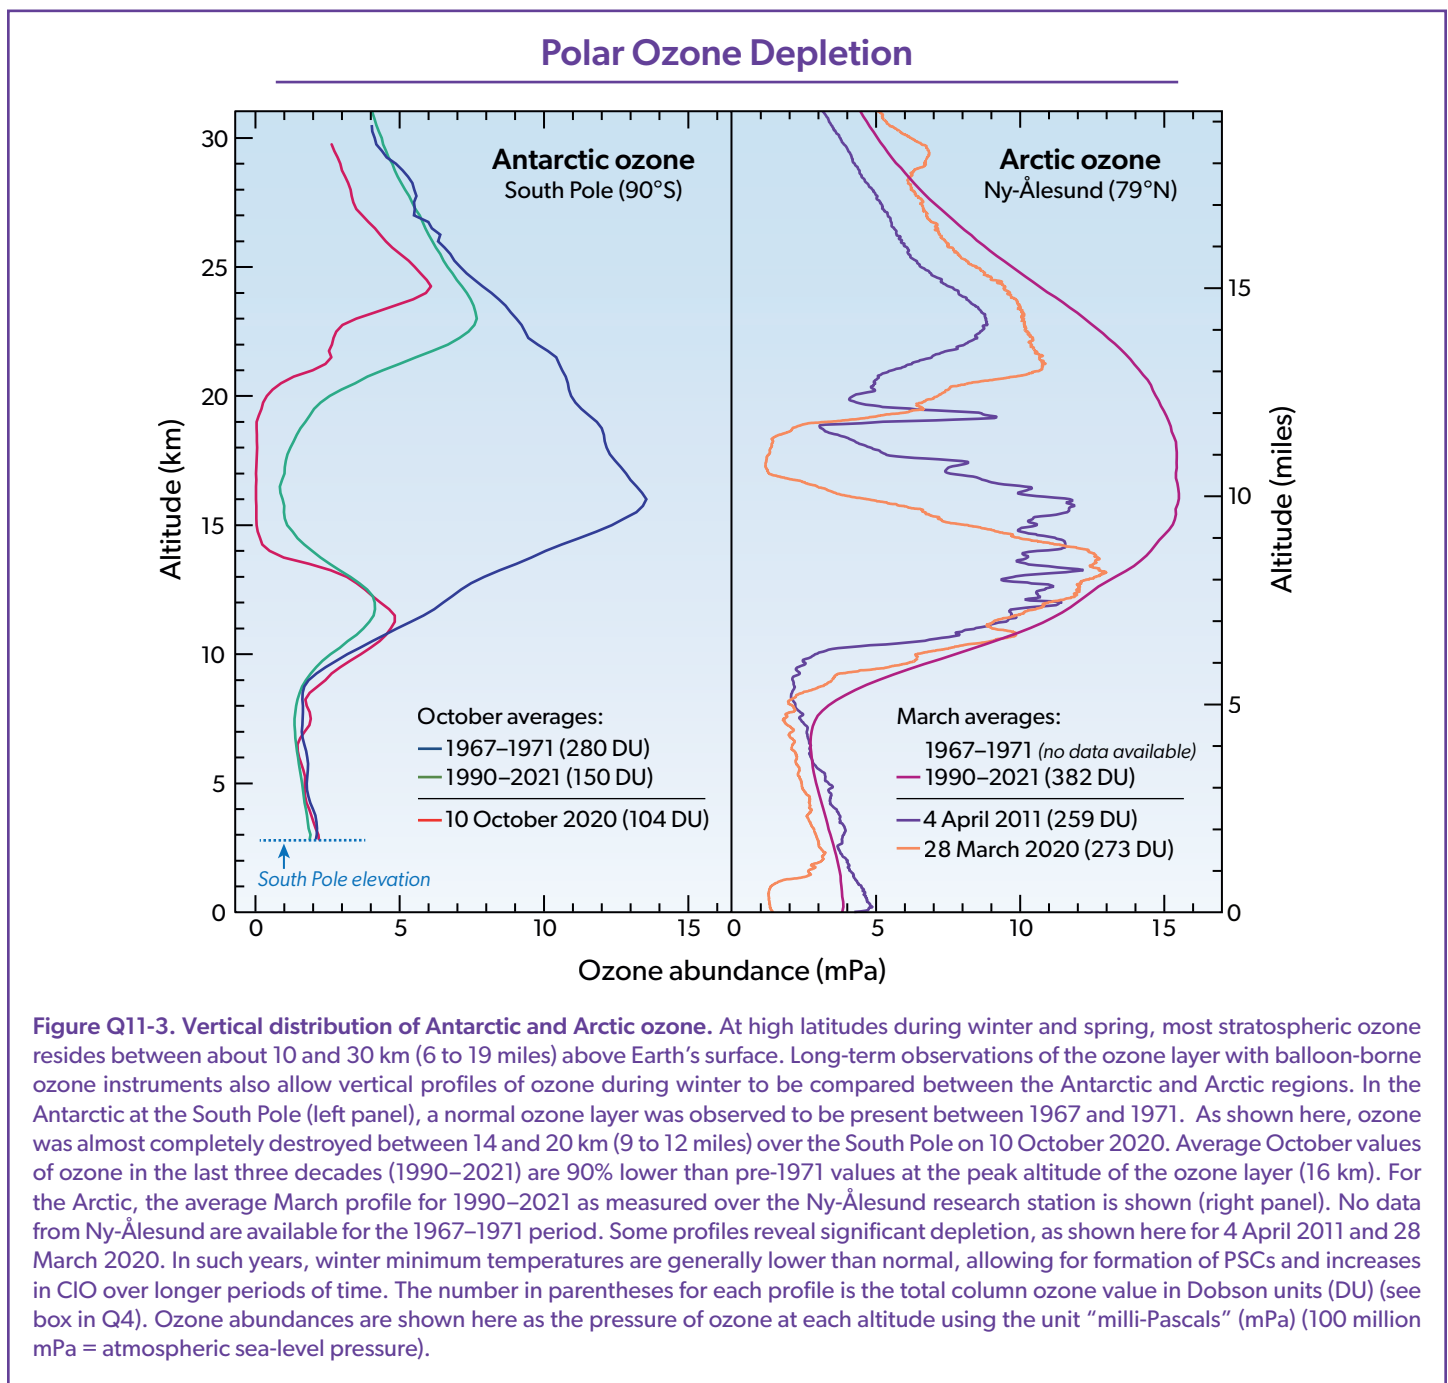 Polar Ozone Depletion
Antarctic ozone
South Pole (90°S)
Arctic ozone
Ny-Ålesund (79°N)
30
25
20
15
10
5
0
Altitude (km)
15
10
5
0
Altitude (miles)
October averages:
1967–1971 (280 DU)
1990–2021 (150 DU)
10 October 2020 (104 DU)
South Pole elevation
March averages:
1967–1971 (no data available)
1990–2021 (382 DU)
4 April 2011 (259 DU)
28 March 2020 (273 DU)
0 5 10 15 0 5 10 15
Ozone abundance (mPa)
Figure Q11-3. Vertical distribution of Antarctic and Arctic ozone. At high latitudes during winter and spring, most stratospheric ozone
resides between about 10 and 30 km (6 to 19 miles) above Earth's surface. Long-term observations of the ozone layer with balloon-borne
ozone instruments also allow vertical profiles of ozone during winter to be compared between the Antarctic and Arctic regions. In the
Antarctic at the South Pole (left panel), a normal ozone layer was observed to be present between 1967 and 1971. As shown here, ozone
was almost completely destroyed between 14 and 20 km (9 to 12 miles) over the South Pole on 10 October 2020. Average October values
of ozone in the last three decades (1990–2021) are 90% lower than pre-1971 values at the peak altitude of the ozone layer (16 km). For
the Arctic, the average March profile for 1990–2021 as measured over the Ny-Ålesund research station is shown (right panel). No data
from Ny-Ålesund are available for the 1967–1971 period. Some profiles reveal significant depletion, as shown here for 4 April 2011 and 28
March 2020. In such years, winter minimum temperatures are generally lower than normal, allowing for formation of PSCs and increases
in ClO over longer periods of time. The number in parentheses for each profile is the total column ozone value in Dobson units (DU) (see
box in Q4). Ozone abundances are shown here as the pressure of ozone at each altitude using the unit "milli-Pascals" (mPa) (100 million
mPa = atmospheric sea-level pressure).